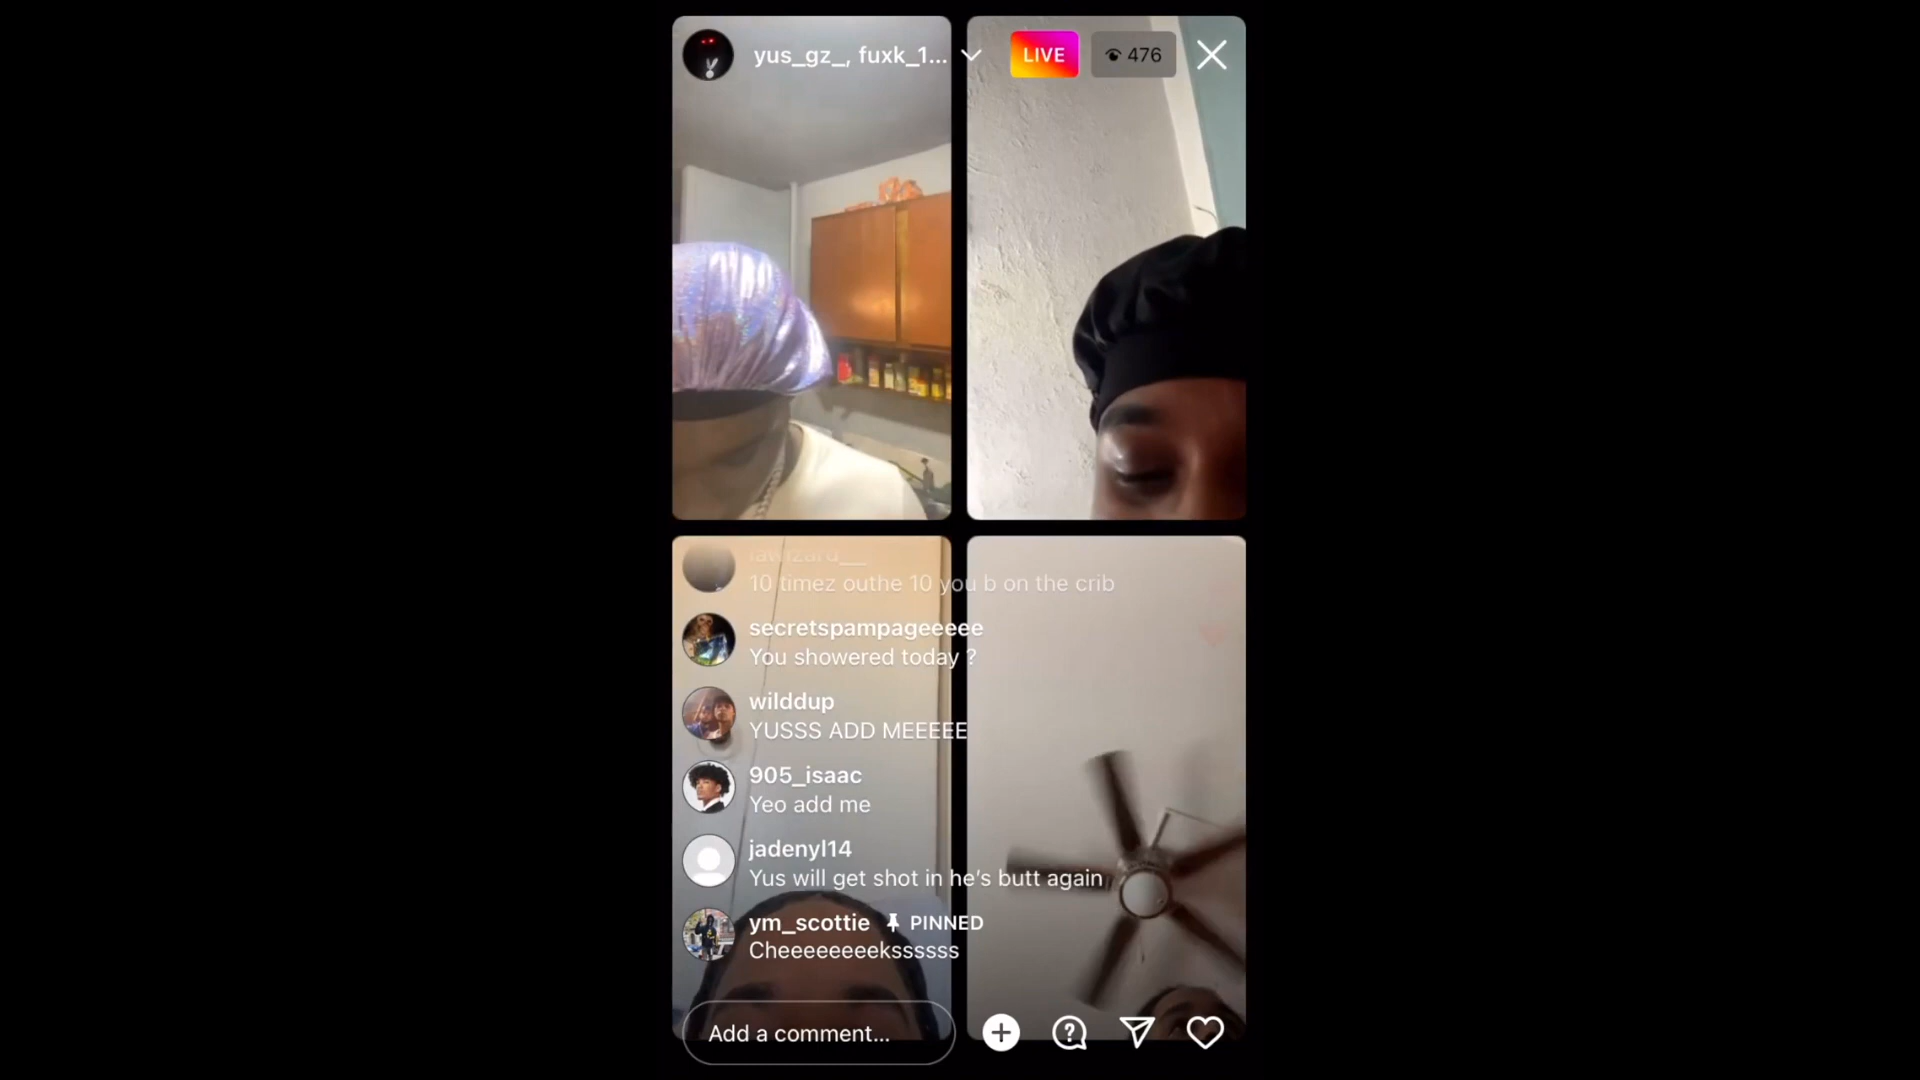 yus_gz_, fuxk_1...
LIVE
476
10 timez outhe 10 you b on the crib
secretspampageeeee
You showered today ?
wilddup
YUSSS ADD MEEEEE
905_isaac
Yeo add me
jadenyl14
Yus will get shot in he's butt again
ym_scottie PINNED
Cheeeeeeeekssssss
Add a comment...